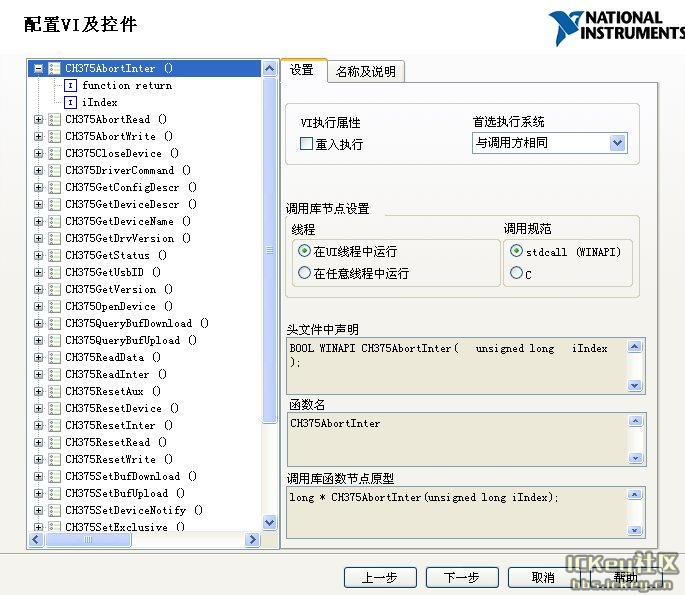 配置VI及控件
NATIONAL
INSTRUMENTS
CH375AbortInter ()
function return
iIndex
CH375AbortRead ()
CH375AbortWrite ()
CH375CloseDevice ()
CH375DriverCommand ()
CH375GetConfigDescr ()
CH375GetDeviceDescr ()
CH375GetDeviceName ()
CH375GetDrvVersion ()
CH375GetStatus ()
CH375GetUsbID ()
CH375GetVersion ()
CH375OpenDevice ()
CH375QueryBufDownload ()
CH375QueryBufUpload ()
CH375ReadData ()
CH375ReadInter ()
CH375ResetAux ()
CH375ResetDevice ()
CH375ResetInter ()
CH375ResetRead ()
CH375ResetWrite ()
CH375SetBufDownload ()
CH375SetBufUpload ()
CH375SetDeviceNotify ()
CH375SetExclusive ()
设置
名称及说明
VI执行属性
重入执行
首选执行系统
与调用方相同
调用库节点设置
线程
在UI线程中运行
在任意线程中运行
调用规范
stdcall (WINAPI)
C
头文件中声明
BOOL WINAPI CH375AbortInter( unsigned long iIndex
);
函数名
CH375AbortInter
调用库函数节点原型
long * CH375AbortInter(unsigned long iIndex);
上一步
下一步
取消
帮助
ICKey社区
bbs.ickey.cn